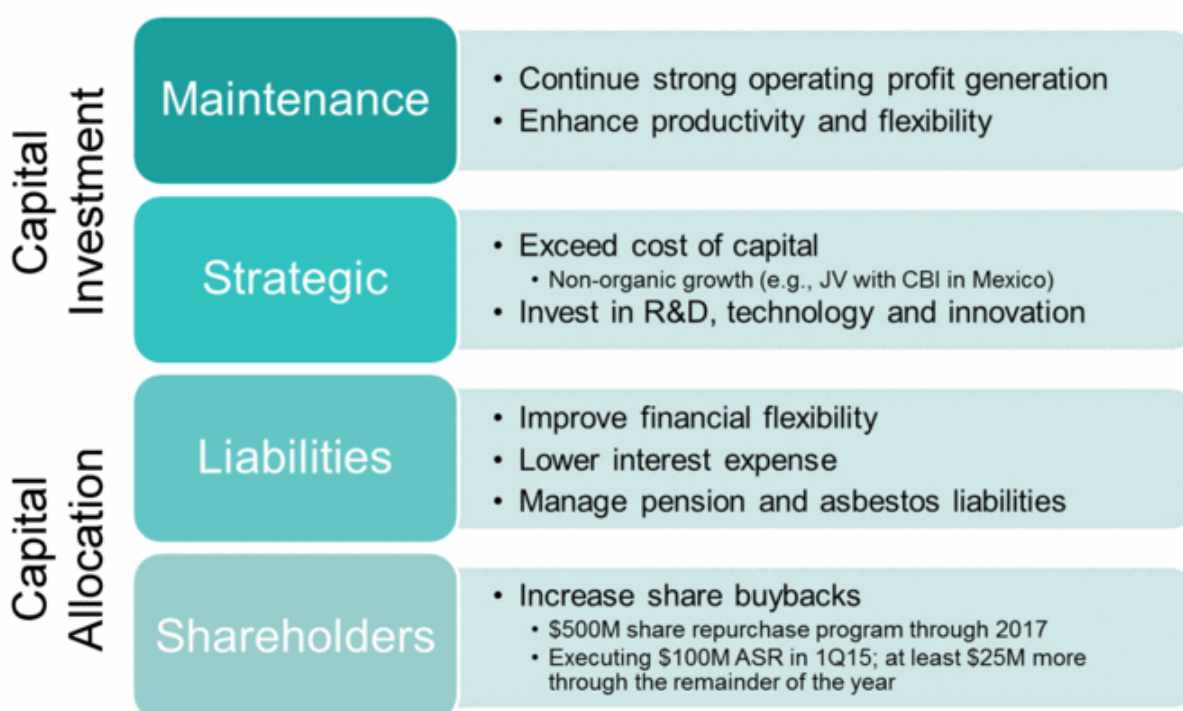 Capital
Investment
Maintenance
• Continue strong operating profit generation
• Enhance productivity and flexibility
Strategic
• Exceed cost of capital
• Non-organic growth (e.g., JV with CBI in Mexico)
• Invest in R&D, technology and innovation
Capital
Allocation
Liabilities
• Improve financial flexibility
• Lower interest expense
• Manage pension and asbestos liabilities
Shareholders
• Increase share buybacks
• $500M share repurchase program through 2017
• Executing $100M ASR in 1Q15; at least $25M more
through the remainder of the year